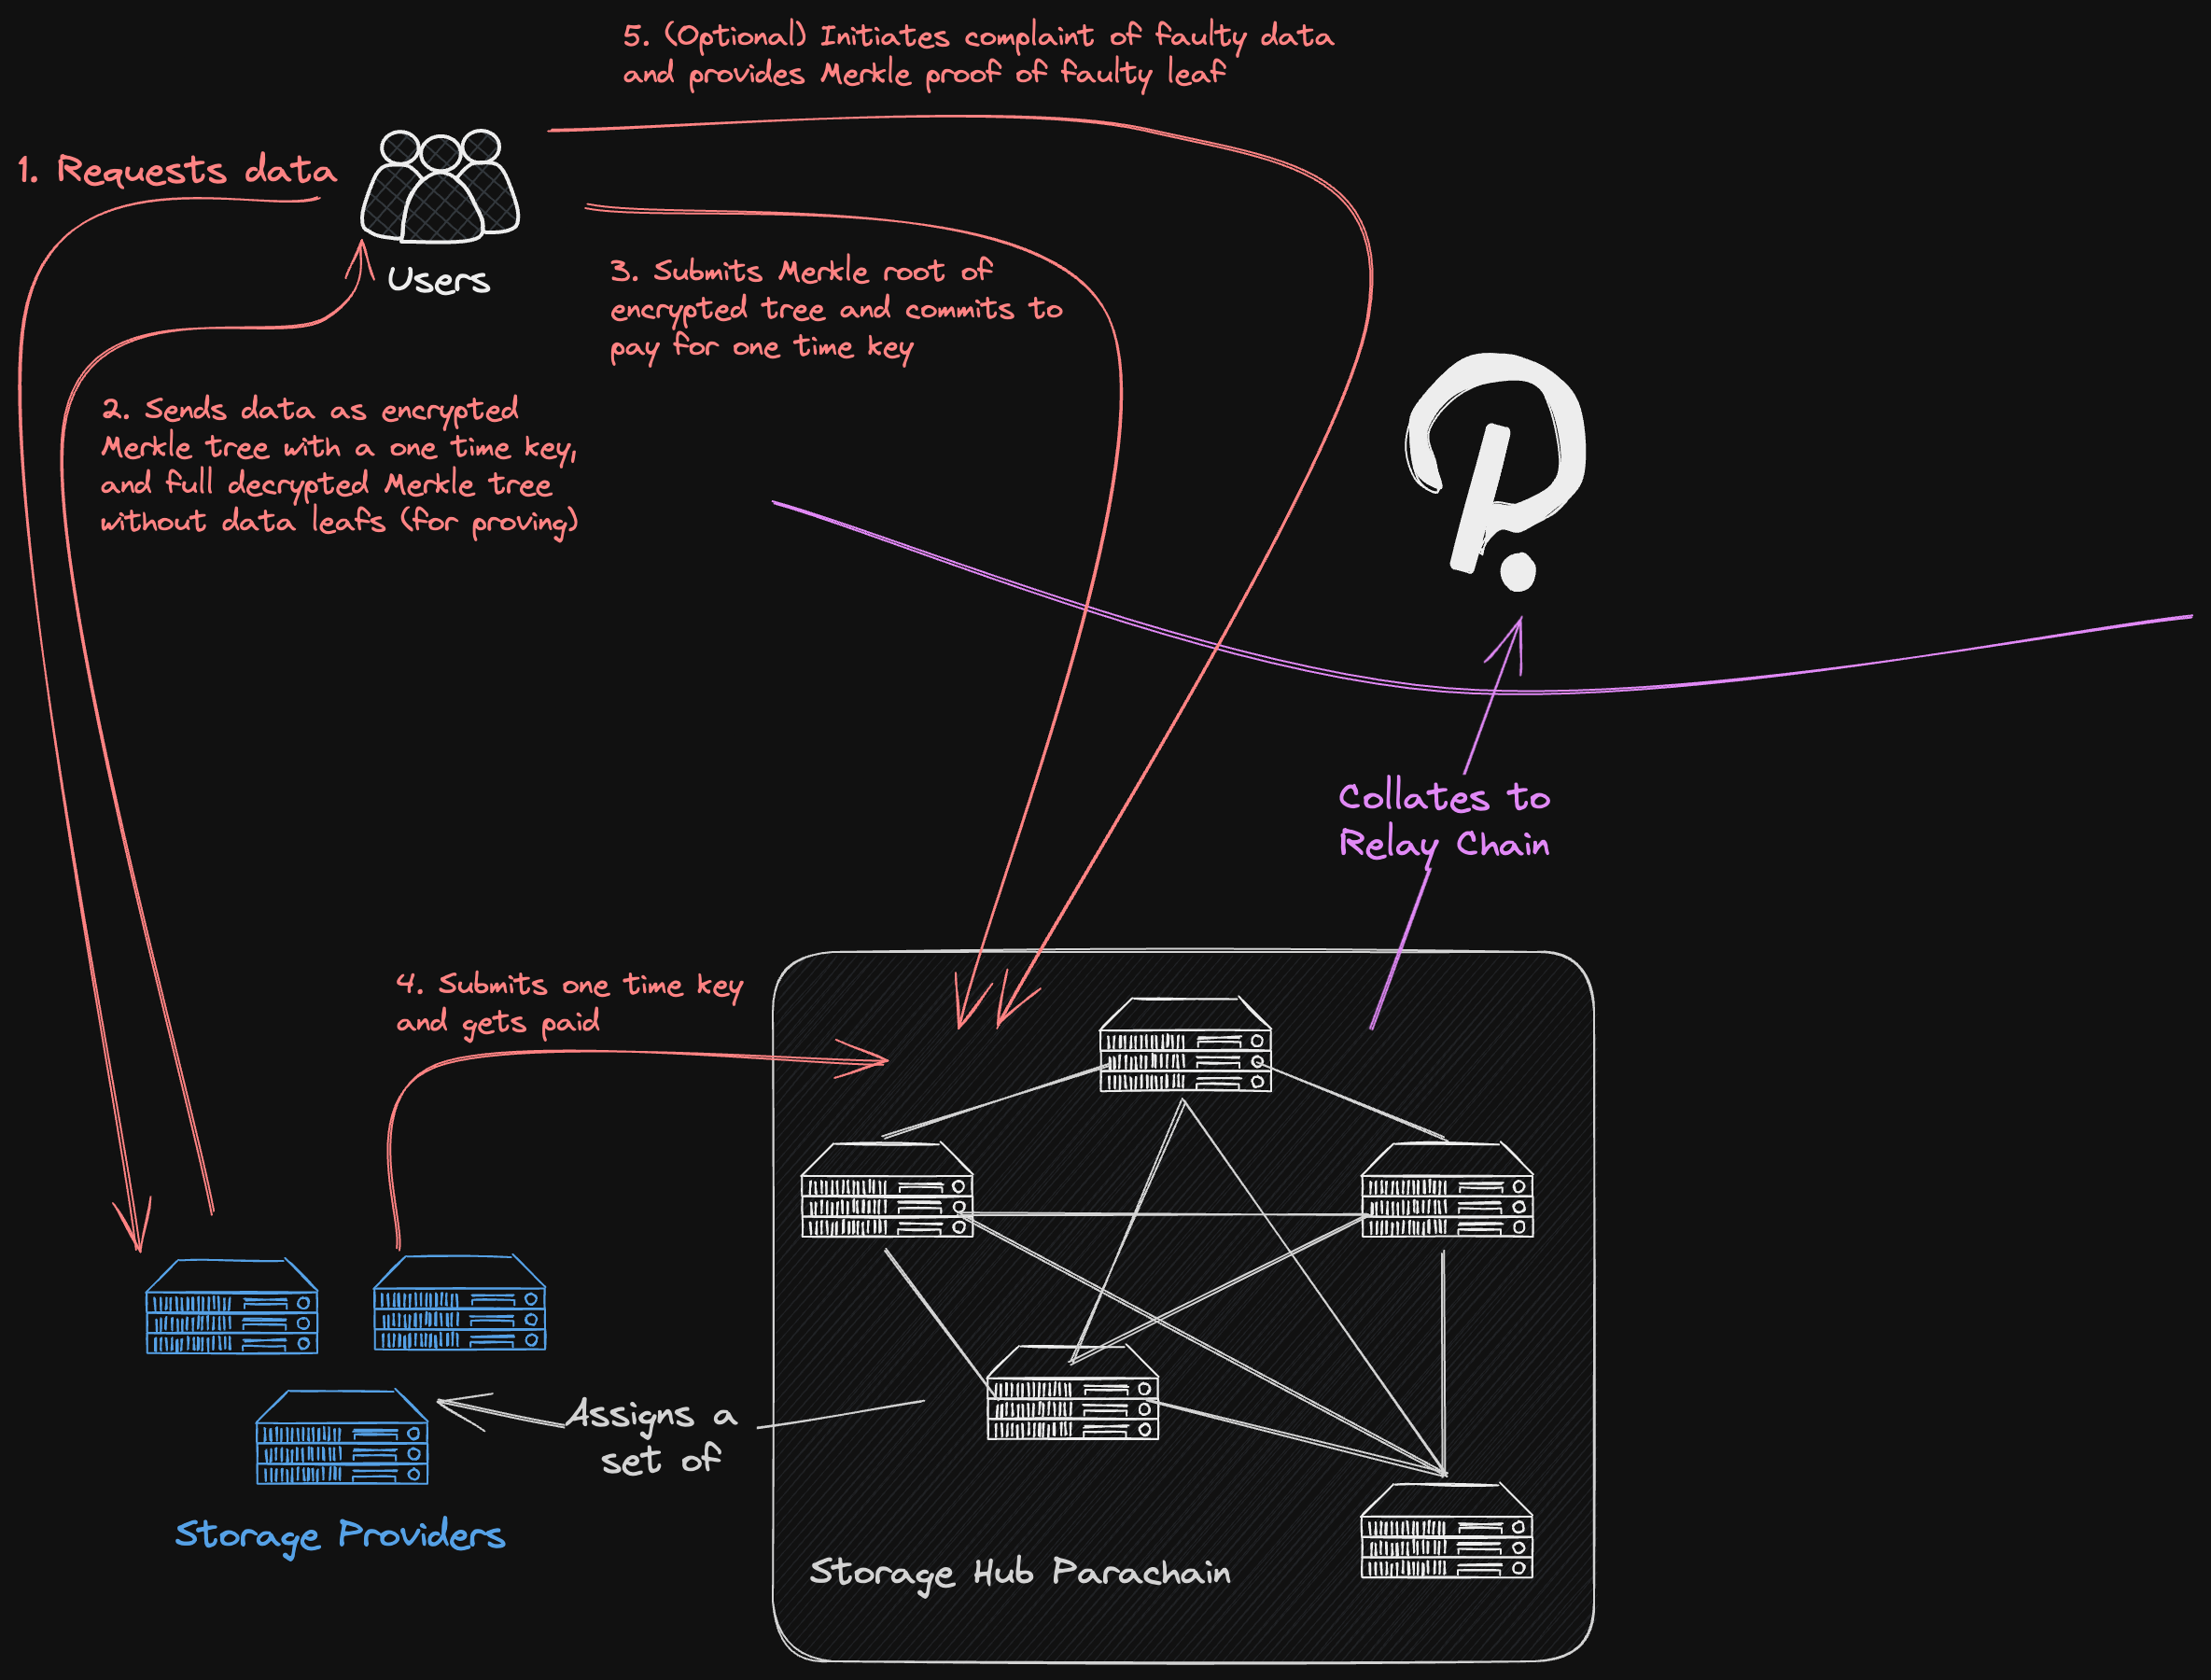 5. (Optional) Initiates complaint of faulty data
and provides Merkle proof of faulty leaf
1. Requests data
Users
3. Submits Merkle root of
encrypted tree and commits to
pay for one time key
2. Sends data as encrypted
Merkle tree with a one time key,
and full decrypted Merkle tree
without data leafs (for proving)
Collates to
Relay Chain
4. Submits one time key
and gets paid
Assigns a
set of
Storage Providers
Storage Hub Parachain